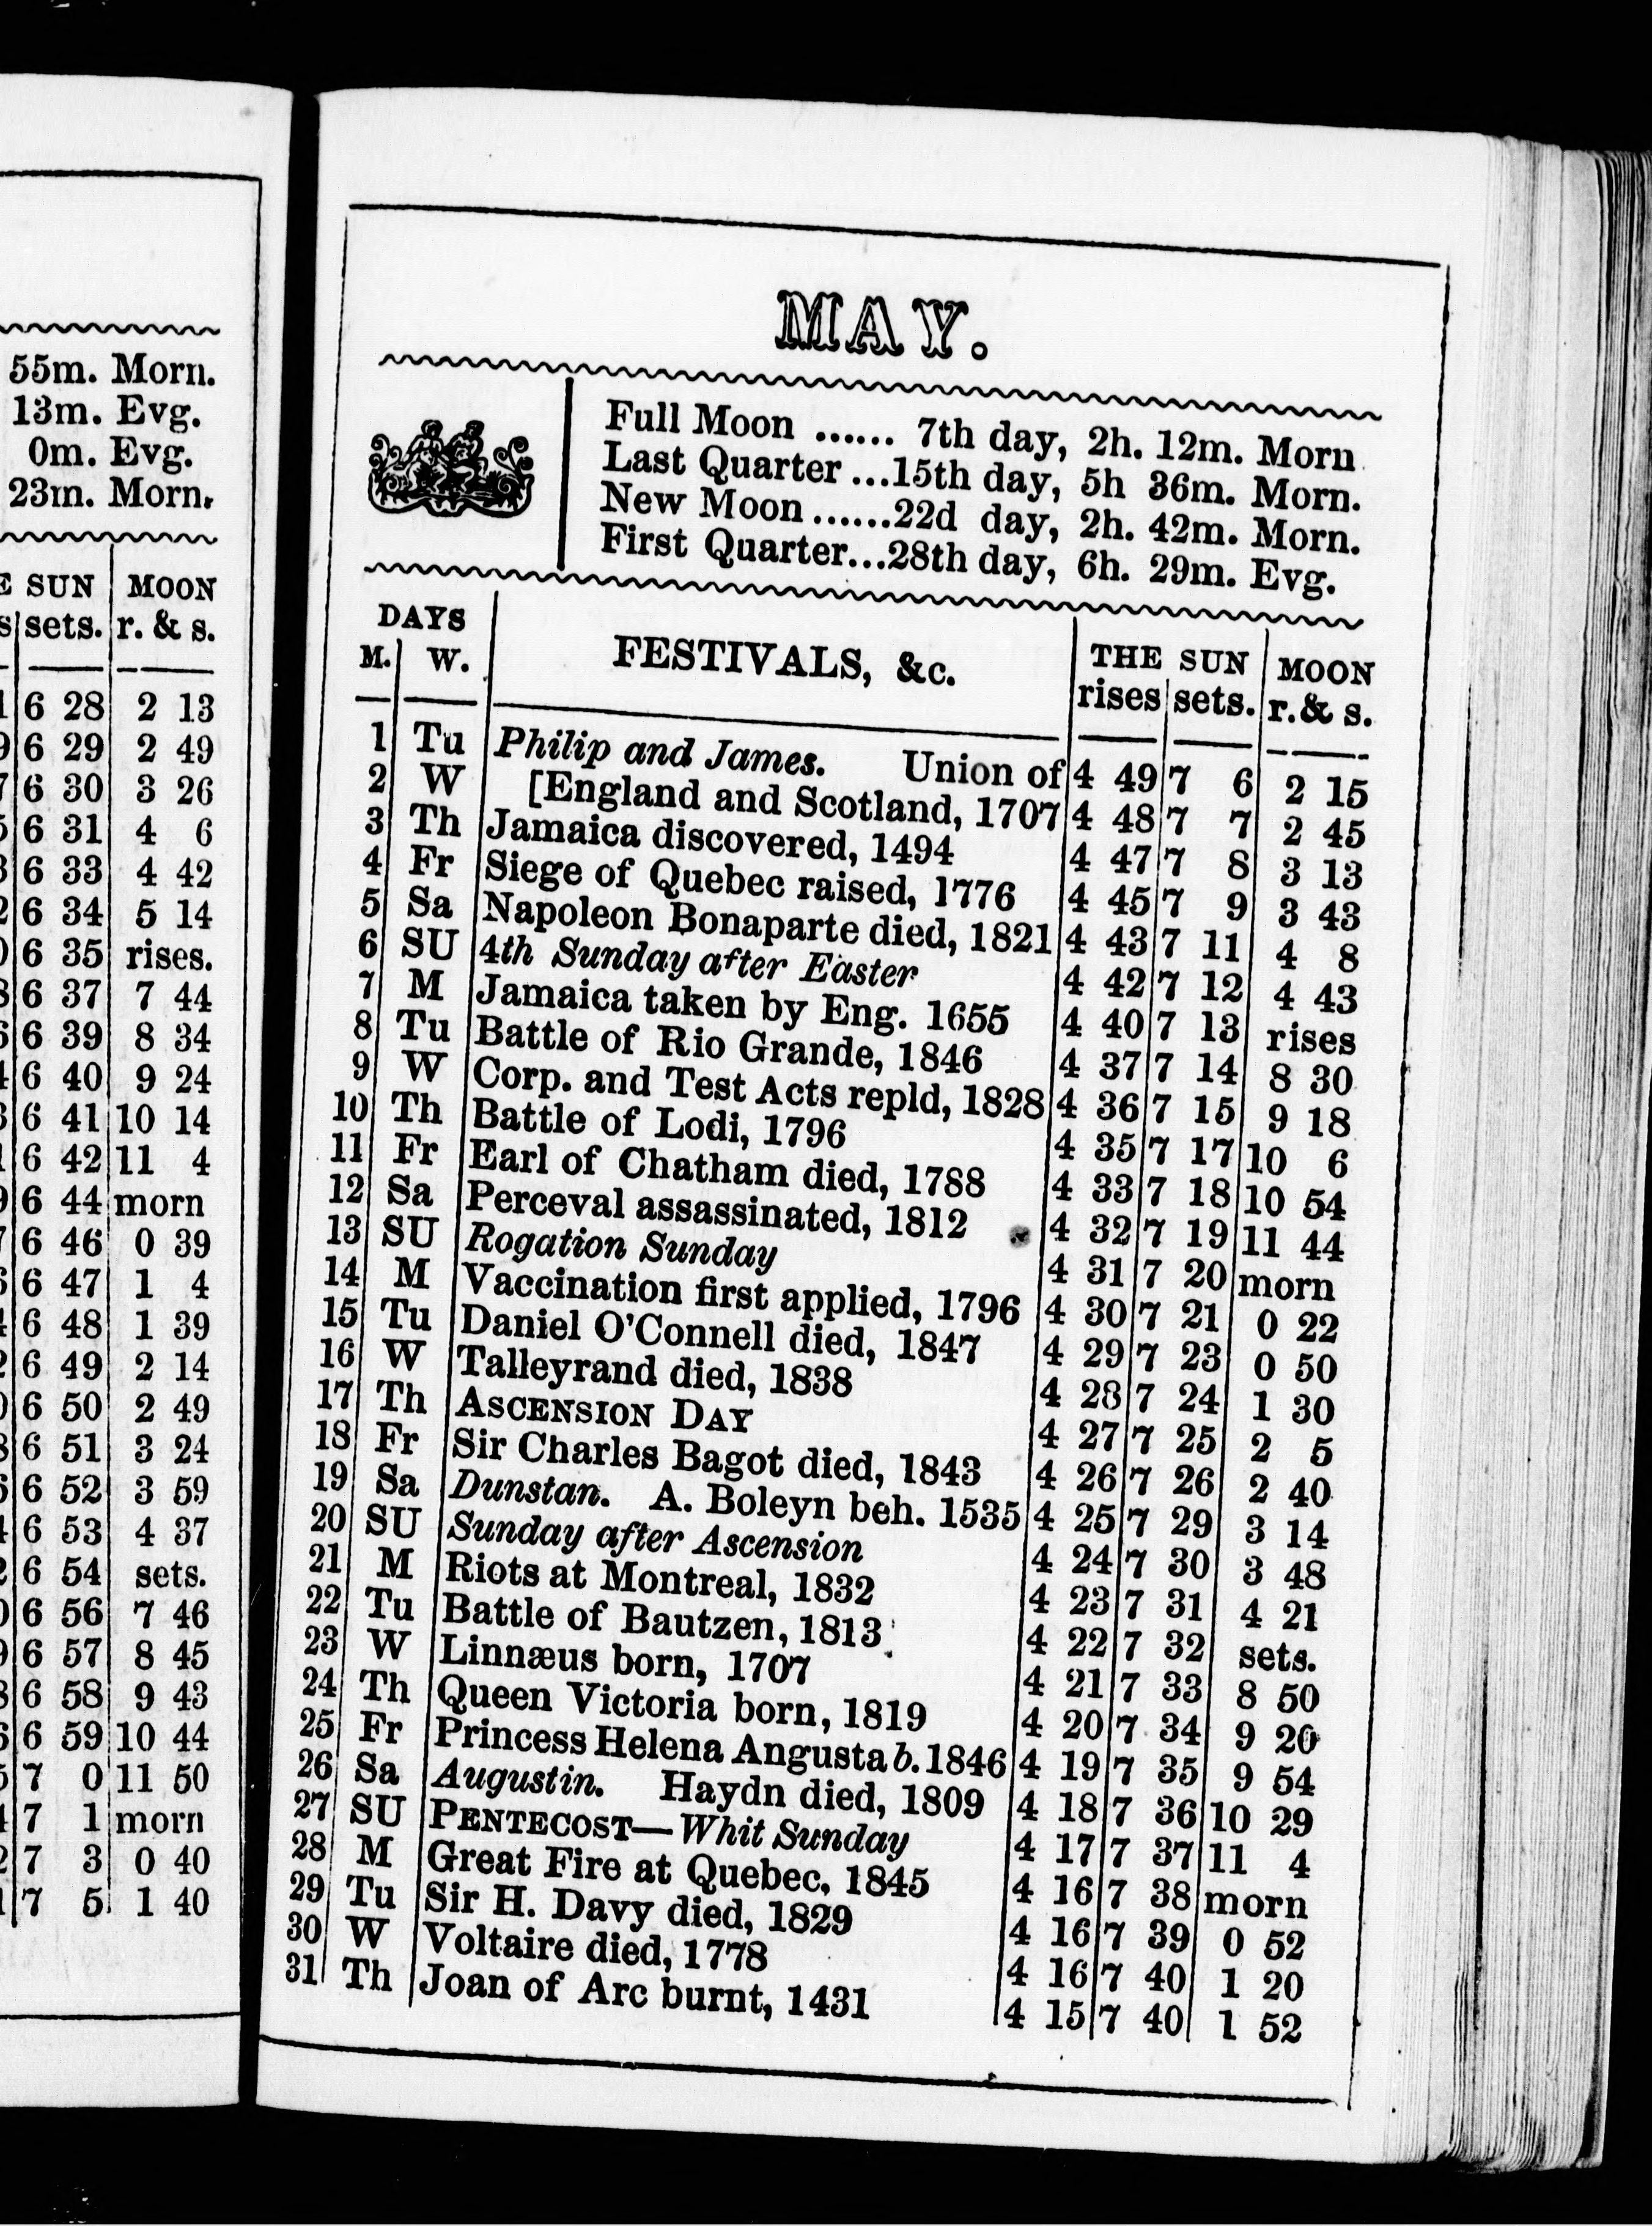 55m. Morn.
13m. Evg.
0m. Evg.
23m. Morn.
SUN MOON
sets. r. & s.
6 28 2 13
6 29 2 49
6 30 3 26
6 31 4 6
6 33 4 42
6 34 5 14
6 35 rises.
6 37 7 44
6 39 8 34
6 40 9 24
6 41 10 14
6 42 11 4
6 44 morn
6 46 0 39
6 47 1 4
6 48 1 39
6 49 2 14
6 50 2 49
6 51 3 24
6 52 3 59
6 53 4 37
6 54 sets.
6 56 7 46
6 57 8 45
6 58 9 43
6 59 10 44
7 0 11 50
7 1 morn
7 3 0 40
7 5 1 40
MAY.
Full Moon ...... 7th day, 2h. 12m. Morn
Last Quarter ...15th day, 5h 36m. Morn.
New Moon ......22d day, 2h. 42m. Morn.
First Quarter...28th day, 6h. 29m. Evg.
DAYS FESTIVALS, &c. THE SUN MOON
M. W. rises sets. r. & s.
1 Tu Philip and James. Union of 4 49 7 6 2 15
2 W [England and Scotland, 1707 4 48 7 7 2 45
3 Th Jamaica discovered, 1494 4 47 7 8 3 13
4 Fr Siege of Quebec raised, 1776 4 45 7 9 3 43
5 Sa Napoleon Bonaparte died, 1821 4 43 7 11 4 8
6 SU 4th Sunday after Easter 4 42 7 12 4 43
7 M Jamaica taken by Eng. 1655 4 40 7 13 rises
8 Tu Battle of Rio Grande, 1846 4 37 7 14 8 30
9 W Corp. and Test Acts repld, 1828 4 36 7 15 9 18
10 Th Battle of Lodi, 1796 4 35 7 17 10 6
11 Fr Earl of Chatham died, 1788 4 33 7 18 10 54
12 Sa Perceval assassinated, 1812 4 32 7 19 11 44
13 SU Rogation Sunday 4 31 7 20 morn
14 M Vaccination first applied, 1796 4 30 7 21 0 22
15 Tu Daniel O'Connell died, 1847 4 29 7 23 0 50
16 W Talleyrand died, 1838 4 28 7 24 1 30
17 Th ASCENSION DAY 4 27 7 25 2 5
18 Fr Sir Charles Bagot died, 1843 4 26 7 26 2 40
19 Sa Dunstan. A. Boleyn beh. 1535 4 25 7 29 3 14
20 SU Sunday after Ascension 4 24 7 30 3 48
21 M Riots at Montreal, 1832 4 23 7 31 4 21
22 Tu Battle of Bautzen, 1813 4 22 7 32 sets.
23 W Linnæus born, 1707 4 21 7 33 8 50
24 Th Queen Victoria born, 1819 4 20 7 34 9 20
25 Fr Princess Helena Angusta b. 1846 4 19 7 35 9 54
26 Sa Augustin. Haydn died, 1809 4 18 7 36 10 29
27 SU PENTECOST—Whit Sunday 4 17 7 37 11 4
28 M Great Fire at Quebec, 1845 4 16 7 38 morn
29 Tu Sir H. Davy died, 1829 4 16 7 39 0 52
30 W Voltaire died, 1778 4 16 7 40 1 20
31 Th Joan of Arc burnt, 1431 4 15 7 40 1 52